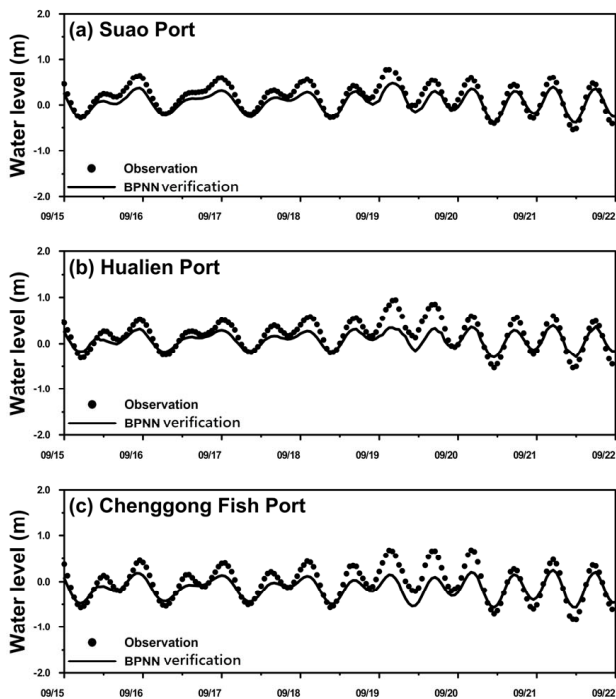 (a) Suao Port
Water level (m)
2.0
1.0
0.0
-1.0
-2.0
Observation
BPNN verification
09/15 09/16 09/17 09/18 09/19 09/20 09/21 09/22
(b) Hualien Port
Water level (m)
2.0
1.0
0.0
-1.0
-2.0
Observation
BPNN verification
09/15 09/16 09/17 09/18 09/19 09/20 09/21 09/22
(c) Chenggong Fish Port
Water level (m)
2.0
1.0
0.0
-1.0
-2.0
Observation
BPNN verification
09/15 09/16 09/17 09/18 09/19 09/20 09/21 09/22